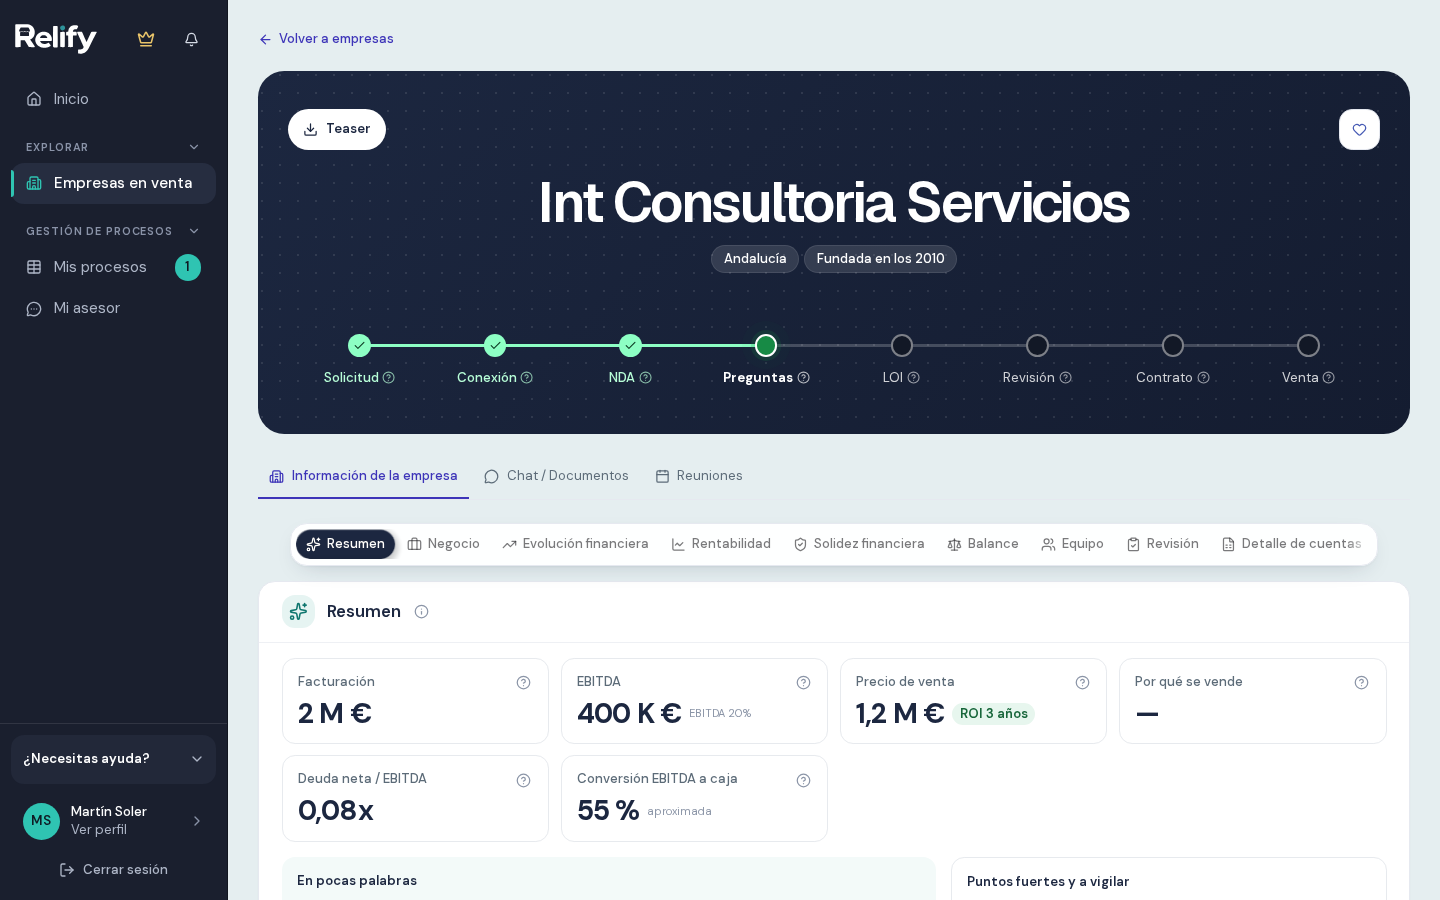 Relify
Inicio
EXPLORAR
Empresas en venta
GESTIÓN DE PROCESOS
Mis procesos 1
Mi asesor
¿Necesitas ayuda?
MS
Martín Soler
Ver perfil
Cerrar sesión
Volver a empresas
Teaser
Int Consultoria Servicios
Andalucía Fundada en los 2010
Solicitud Conexión NDA Preguntas LOI Revisión Contrato Venta
Información de la empresa Chat / Documentos Reuniones
Resumen Negocio Evolución financiera Rentabilidad Solidez financiera Balance Equipo Revisión Detalle de cuentas
Resumen
Facturación
2 M €
EBITDA
400 K € EBITDA 20%
Precio de venta
1,2 M € ROI 3 años
Por qué se vende
—
Deuda neta / EBITDA
0,08x
Conversión EBITDA a caja
55 % aproximada
En pocas palabras
Puntos fuertes y a vigilar